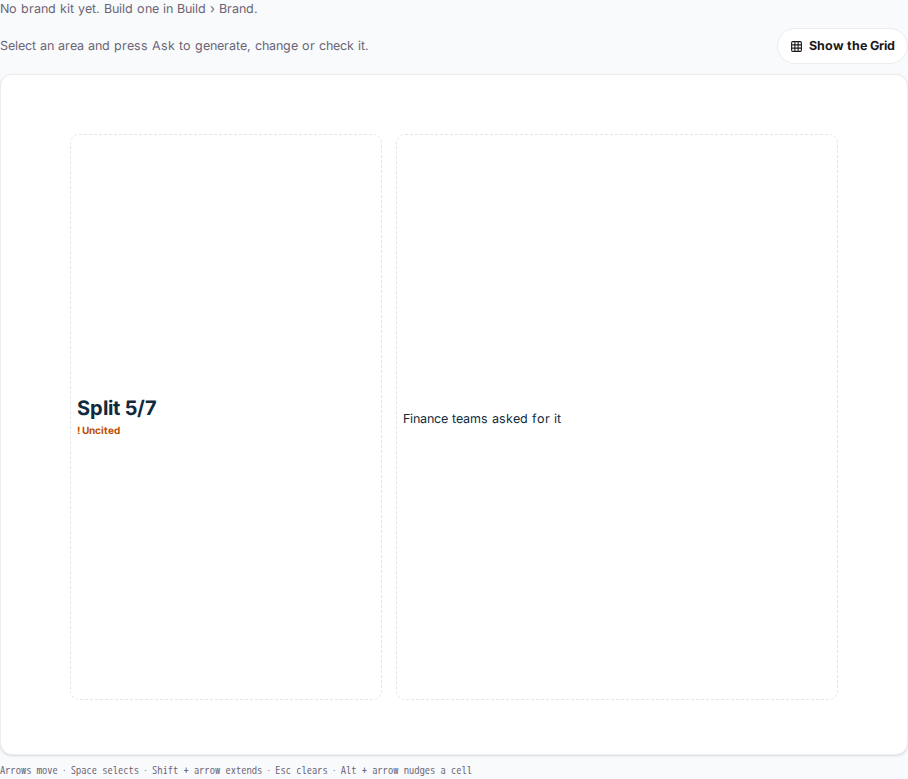 No brand kit yet. Build one in Build › Brand.
Select an area and press Ask to generate, change or check it.
Show the Grid
Split 5/7
! Uncited
Finance teams asked for it
Arrows move · Space selects · Shift + arrow extends · Esc clears · Alt + arrow nudges a cell